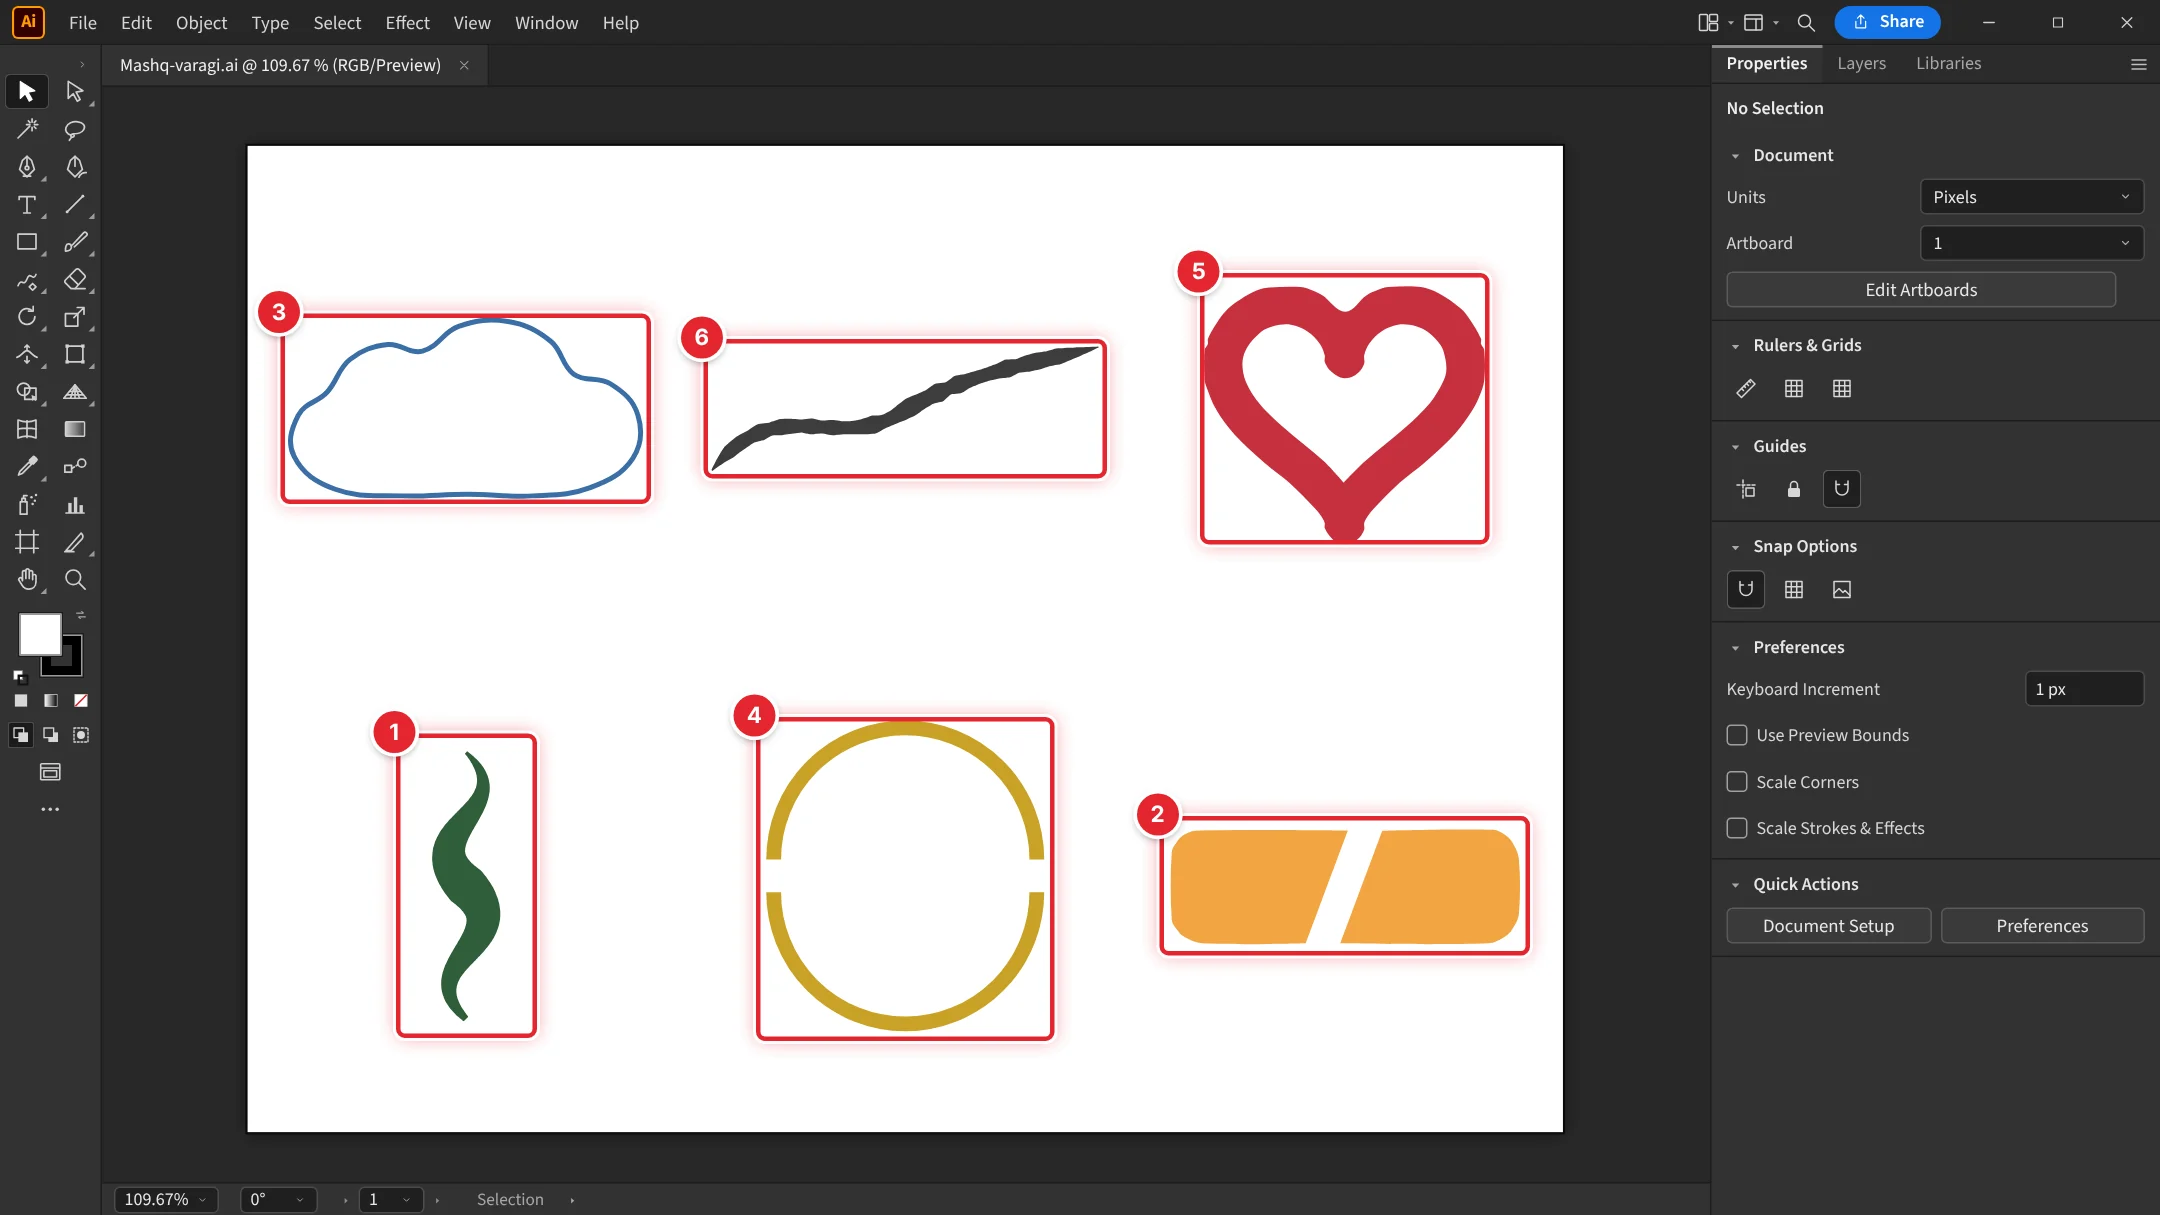 Ai File Edit Object Type Select Effect View Window Help Share
Mashq-varagi.ai @ 109.67 % (RGB/Preview)
Properties Layers Libraries
No Selection
Document
Units Pixels
Artboard 1
Edit Artboards
Rulers & Grids
Guides
Snap Options
Preferences
Keyboard Increment 1 px
Use Preview Bounds
Scale Corners
Scale Strokes & Effects
Quick Actions
Document Setup Preferences
3
6
5
1
4
2
109.67% 0° 1 Selection